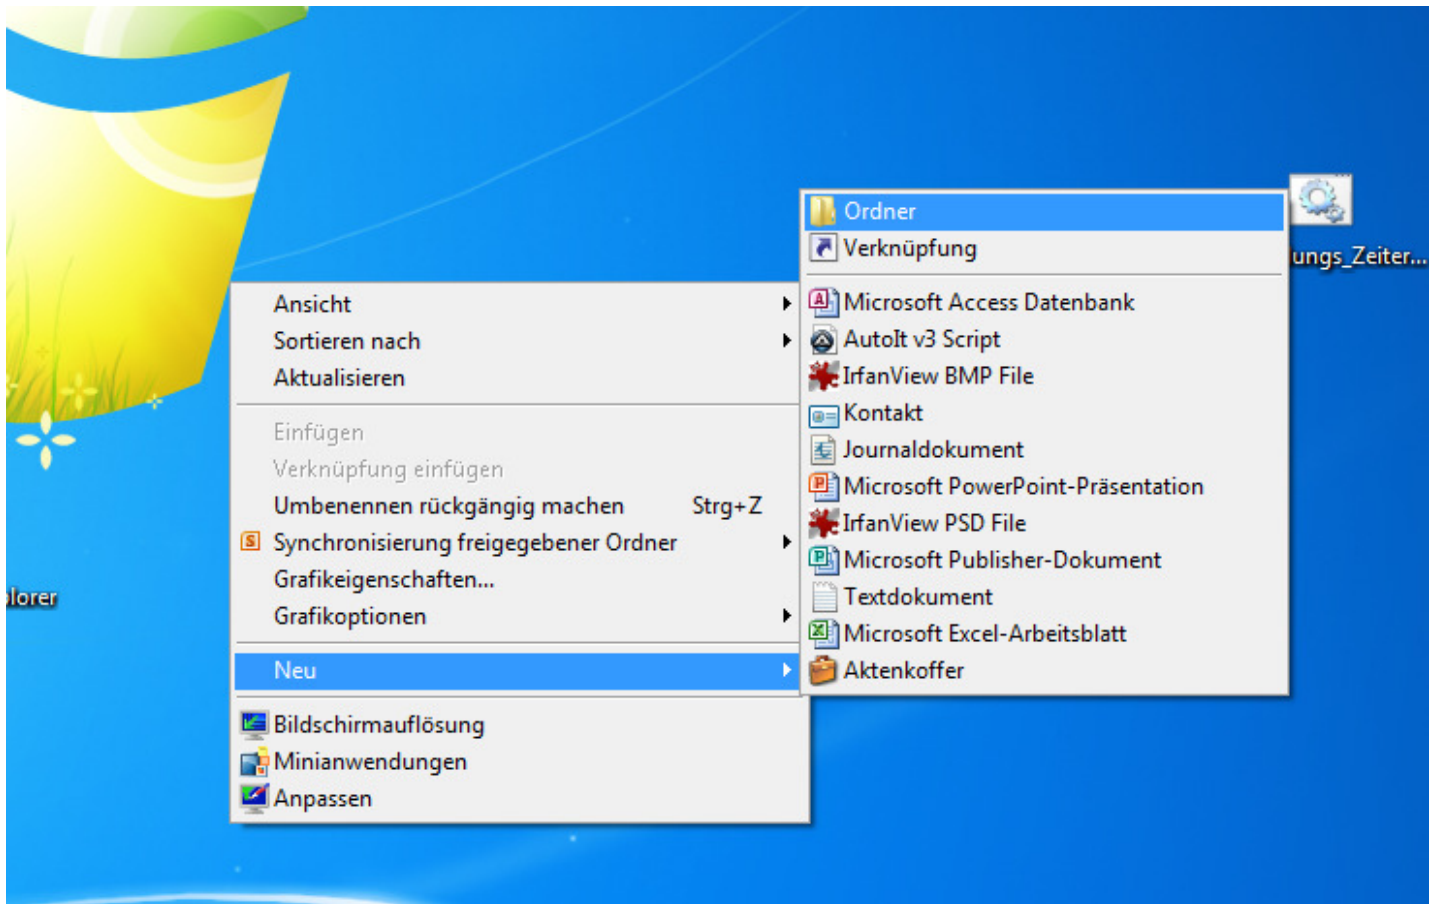 Ansicht
Sortieren nach
Aktualisieren
Einfügen
Verknüpfung einfügen
Umbenennen rückgängig machen Strg+Z
Synchronisierung freigegebener Ordner
Grafikeigenschaften...
Grafikoptionen
Neu
Bildschirmauflösung
Minianwendungen
Anpassen
Ordner
Verknüpfung
Microsoft Access Datenbank
AutoIt v3 Script
IrfanView BMP File
Kontakt
Journaldokument
Microsoft PowerPoint-Präsentation
IrfanView PSD File
Microsoft Publisher-Dokument
Textdokument
Microsoft Excel-Arbeitsblatt
Aktenkoffer
ungs_Zeiter...
lorer